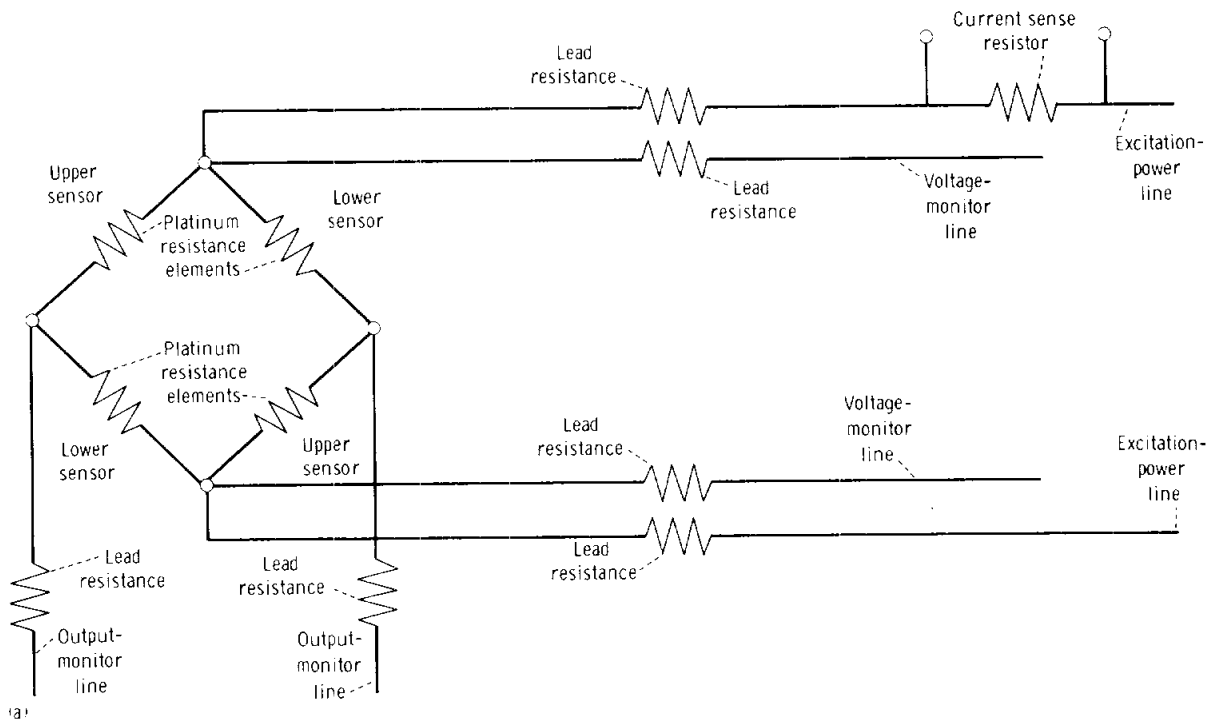 Current sense
resistor
Lead
resistance
Excitation-
power
line
Upper
sensor
Lower
sensor
Lead
resistance
Voltage-
monitor
line
Platinum
resistance
elements
Platinum
resistance
elements
Lower
sensor
Upper
sensor
Lead
resistance
Voltage-
monitor
line
Excitation-
power
line
Lead
resistance
Lead
resistance
Lead
resistance
Output-
monitor
line
Output-
monitor
line
(a)